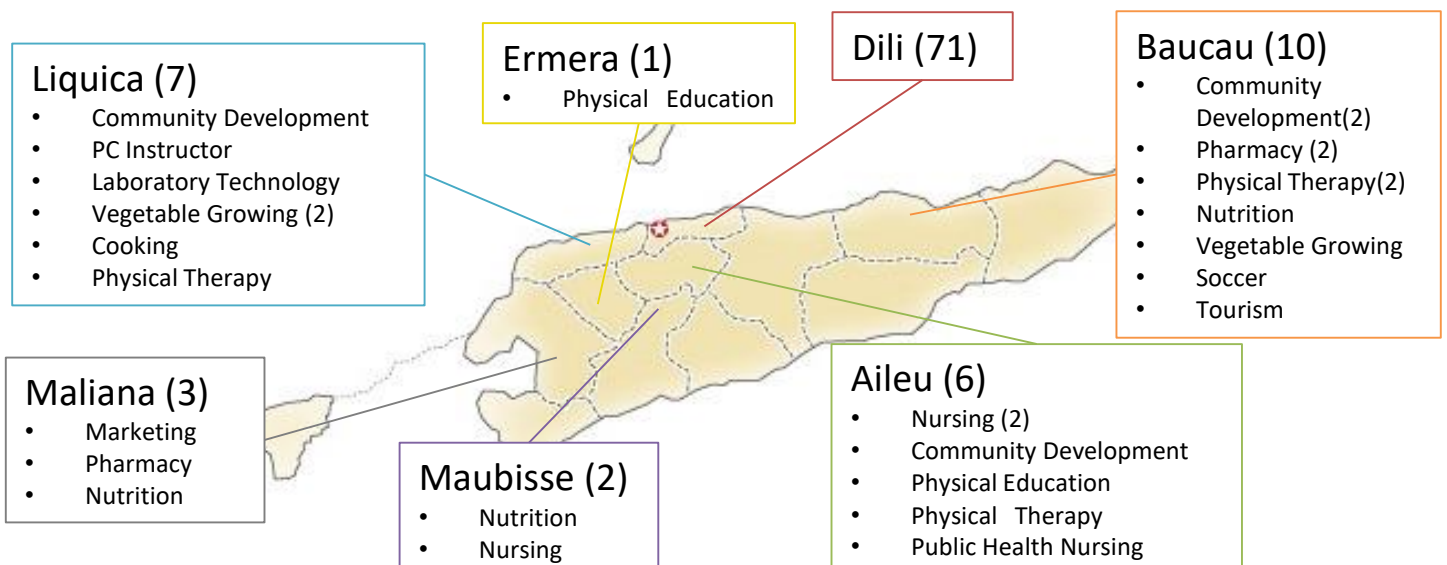 Liquica (7)
• Community Development
• PC Instructor
• Laboratory Technology
• Vegetable Growing (2)
• Cooking
• Physical Therapy
Ermera (1)
• Physical Education
Dili (71)
Baucau (10)
• Community
Development(2)
• Pharmacy (2)
• Physical Therapy(2)
• Nutrition
• Vegetable Growing
• Soccer
• Tourism
Maliana (3)
• Marketing
• Pharmacy
• Nutrition
Maubisse (2)
• Nutrition
• Nursing
Aileu (6)
• Nursing (2)
• Community Development
• Physical Education
• Physical Therapy
• Public Health Nursing